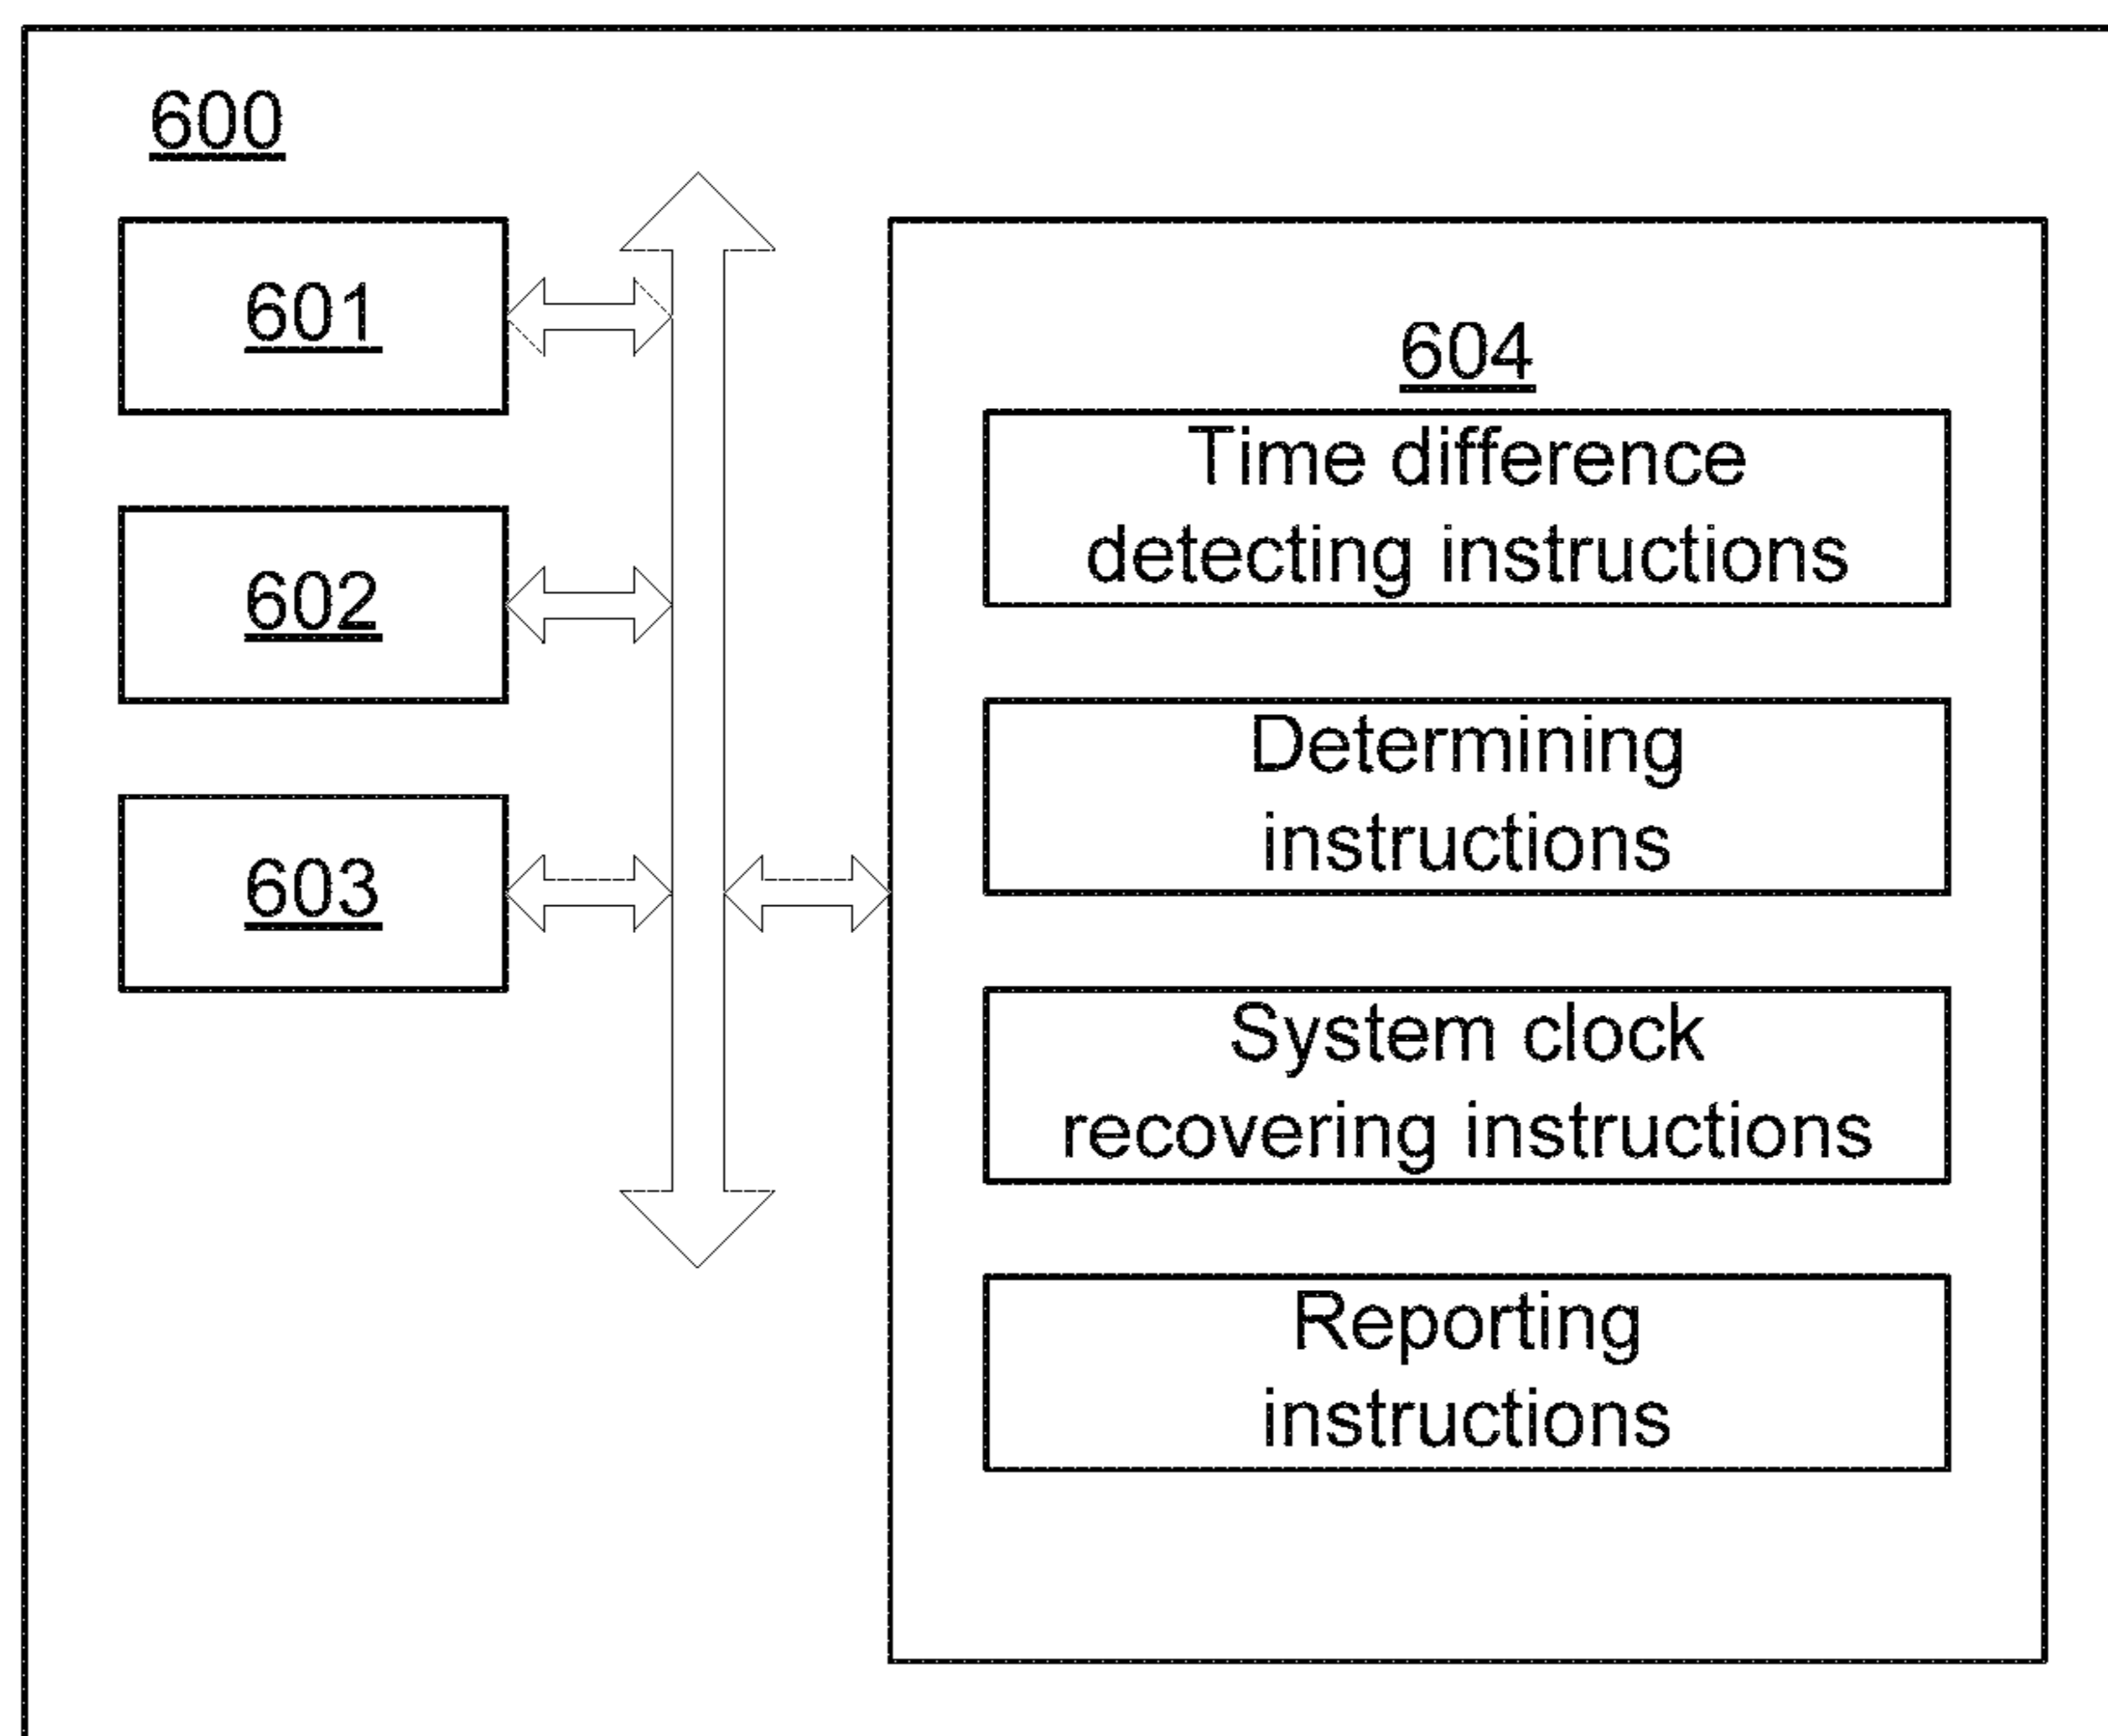 600
601
602
603
604
Time difference
detecting instructions
Determining
instructions
System clock
recovering instructions
Reporting
instructions